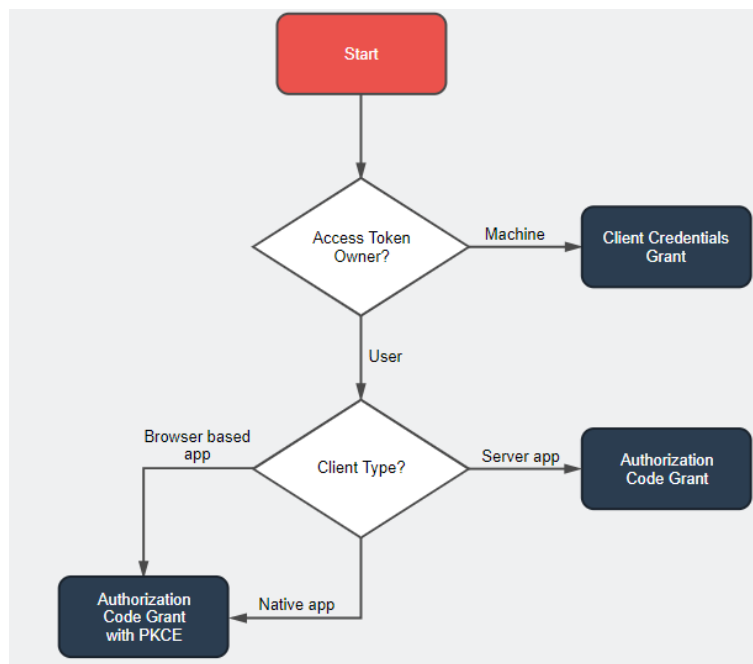 Start
Access Token
Owner?
Machine
Client Credentials
Grant
User
Browser based
app
Client Type?
Server app
Authorization
Code Grant
Authorization
Code Grant
with PKCE
Native app